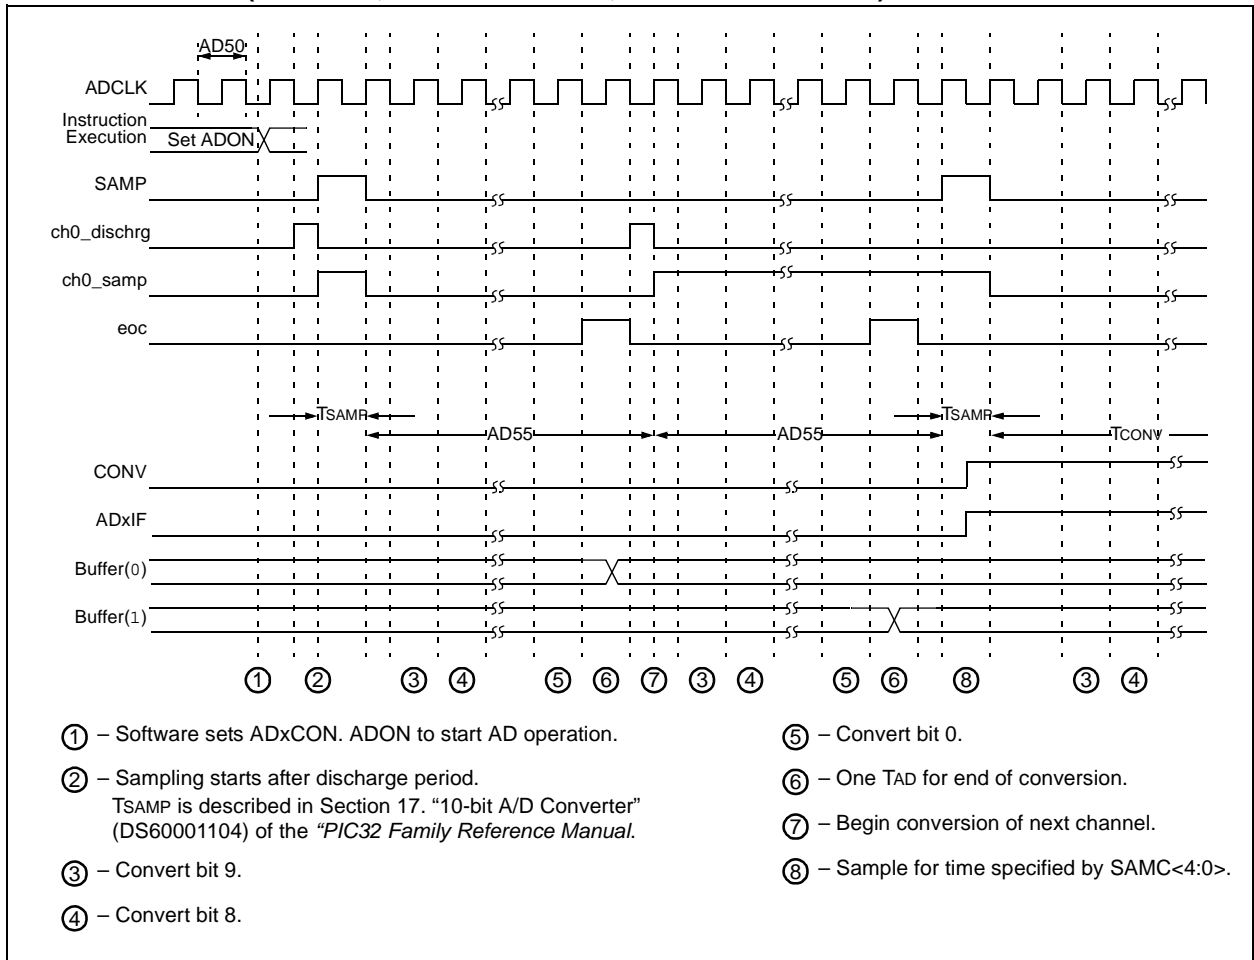 AD50
ADCLK
Instruction
Execution
Set ADON
SAMP
ch0_dischrg
ch0_samp
eoc
TSAMP
TSAMP
AD55
AD55
TCONV
CONV
ADxIF
Buffer(0)
Buffer(1)
1 2 3 4 5 6 7 3 4 5 6 8 3 4
1 – Software sets ADxCON. ADON to start AD operation.
2 – Sampling starts after discharge period.
TSAMP is described in Section 17. “10-bit A/D Converter”
(DS60001104) of the “PIC32 Family Reference Manual.
3 – Convert bit 9.
4 – Convert bit 8.
5 – Convert bit 0.
6 – One TAD for end of conversion.
7 – Begin conversion of next channel.
8 – Sample for time specified by SAMC<4:0>.